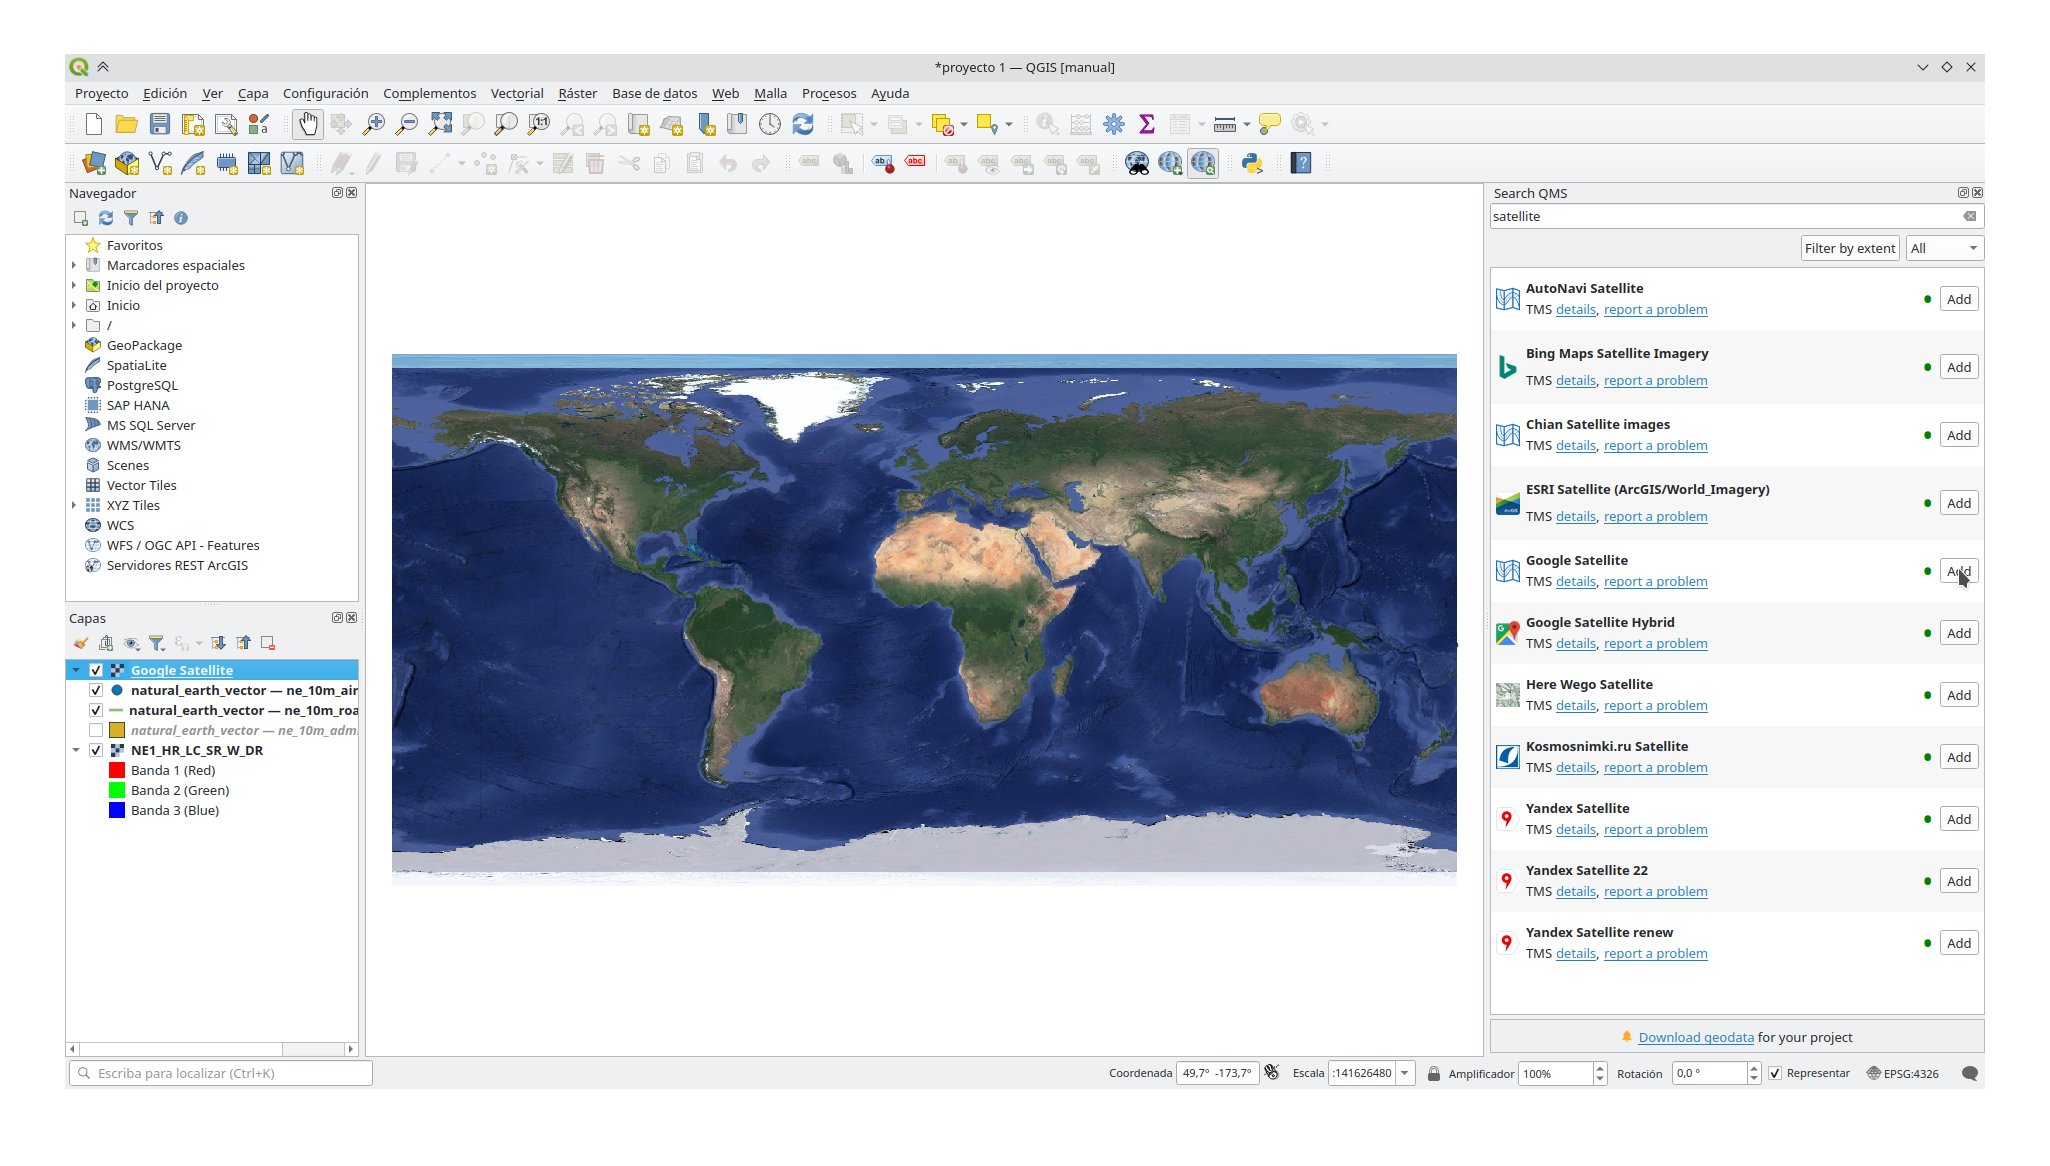 *proyecto 1 — QGIS [manual]
Proyecto Edición Ver Capa Configuración Complementos Vectorial Ráster Base de datos Web Malla Procesos Ayuda
Navegador
Favoritos
Marcadores espaciales
Inicio del proyecto
Inicio
/
GeoPackage
SpatiaLite
PostgreSQL
SAP HANA
MS SQL Server
WMS/WMTS
Scenes
Vector Tiles
XYZ Tiles
WCS
WFS / OGC API - Features
Servidores REST ArcGIS
Capas
Google Satellite
natural_earth_vector — ne_10m_air
natural_earth_vector — ne_10m_roa
natural_earth_vector — ne_10m_adm
NE1_HR_LC_SR_W_DR
Banda 1 (Red)
Banda 2 (Green)
Banda 3 (Blue)
Search QMS
satellite
Filter by extent All
AutoNavi Satellite
TMS details, report a problem Add
Bing Maps Satellite Imagery
TMS details, report a problem Add
Chian Satellite images
TMS details, report a problem Add
ESRI Satellite (ArcGIS/World_Imagery)
TMS details, report a problem Add
Google Satellite
TMS details, report a problem Add
Google Satellite Hybrid
TMS details, report a problem Add
Here Wego Satellite
TMS details, report a problem Add
Kosmosnimki.ru Satellite
TMS details, report a problem Add
Yandex Satellite
TMS details, report a problem Add
Yandex Satellite 22
TMS details, report a problem Add
Yandex Satellite renew
TMS details, report a problem Add
Download geodata for your project
Escriba para localizar (Ctrl+K) Coordenada 49,7° -173,7° Escala :141626480 Amplificador 100% Rotación 0,0 ° Representar EPSG:4326